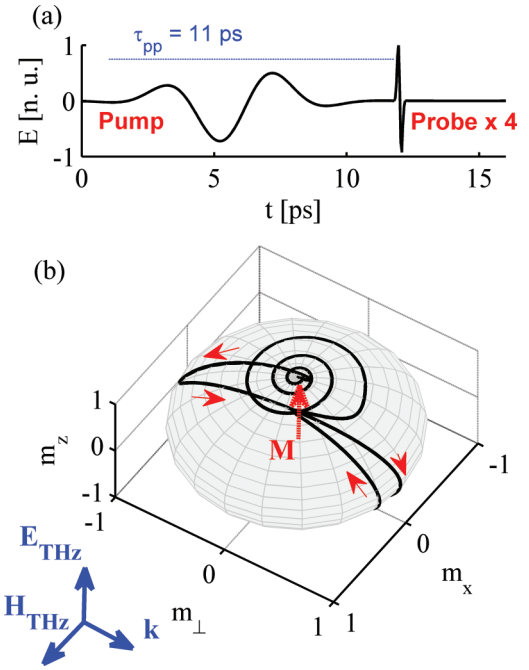 (a)
τpp = 11 ps
E [n. u.]
1
0
-1
Pump
Probe x 4
0
5
10
15
t [ps]
(b)
mz
1
0
-1
M
-1
0
1
m⊥
-1
0
1
mx
ETHz
HTHz
k